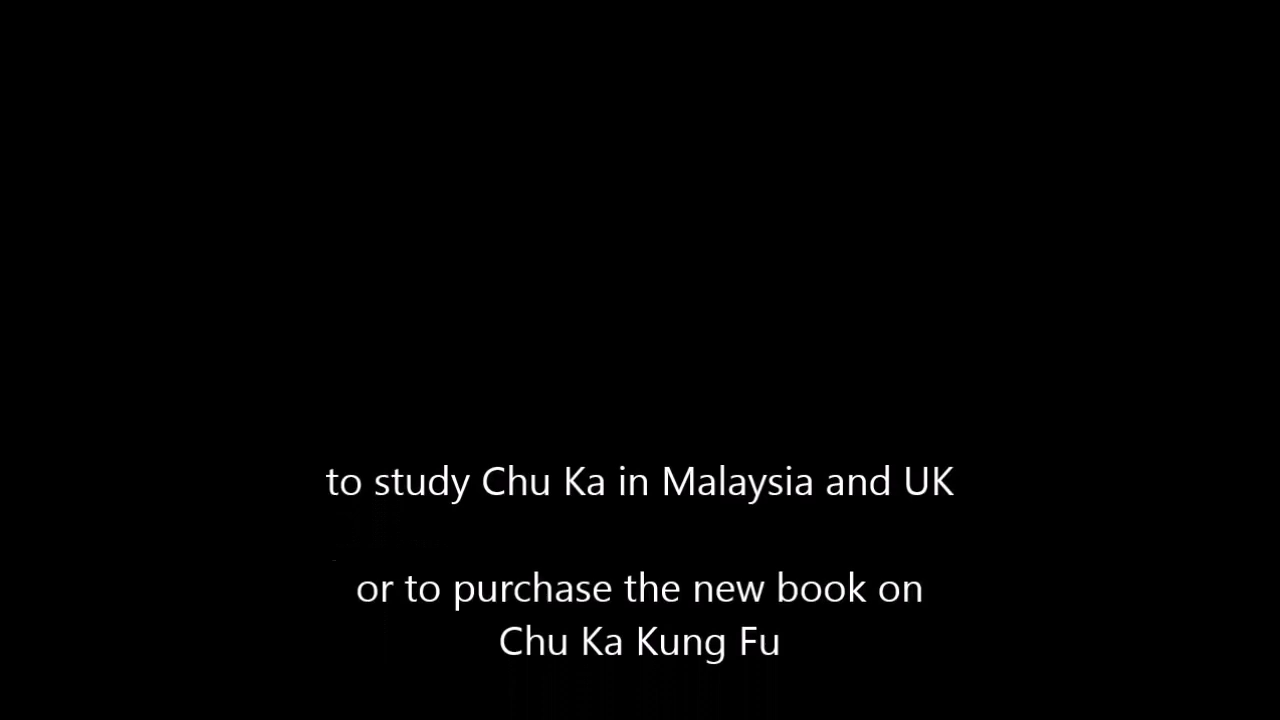 to study Chu Ka in Malaysia and UK
or to purchase the new book on
Chu Ka Kung Fu